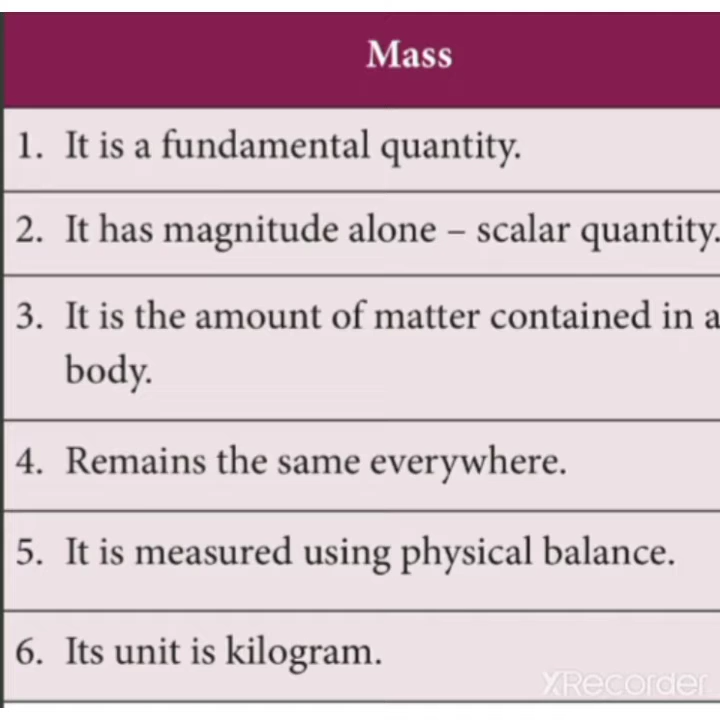 Mass
1. It is a fundamental quantity.
2. It has magnitude alone – scalar quantity.
3. It is the amount of matter contained in a
body.
4. Remains the same everywhere.
5. It is measured using physical balance.
6. Its unit is kilogram.
XRecorder